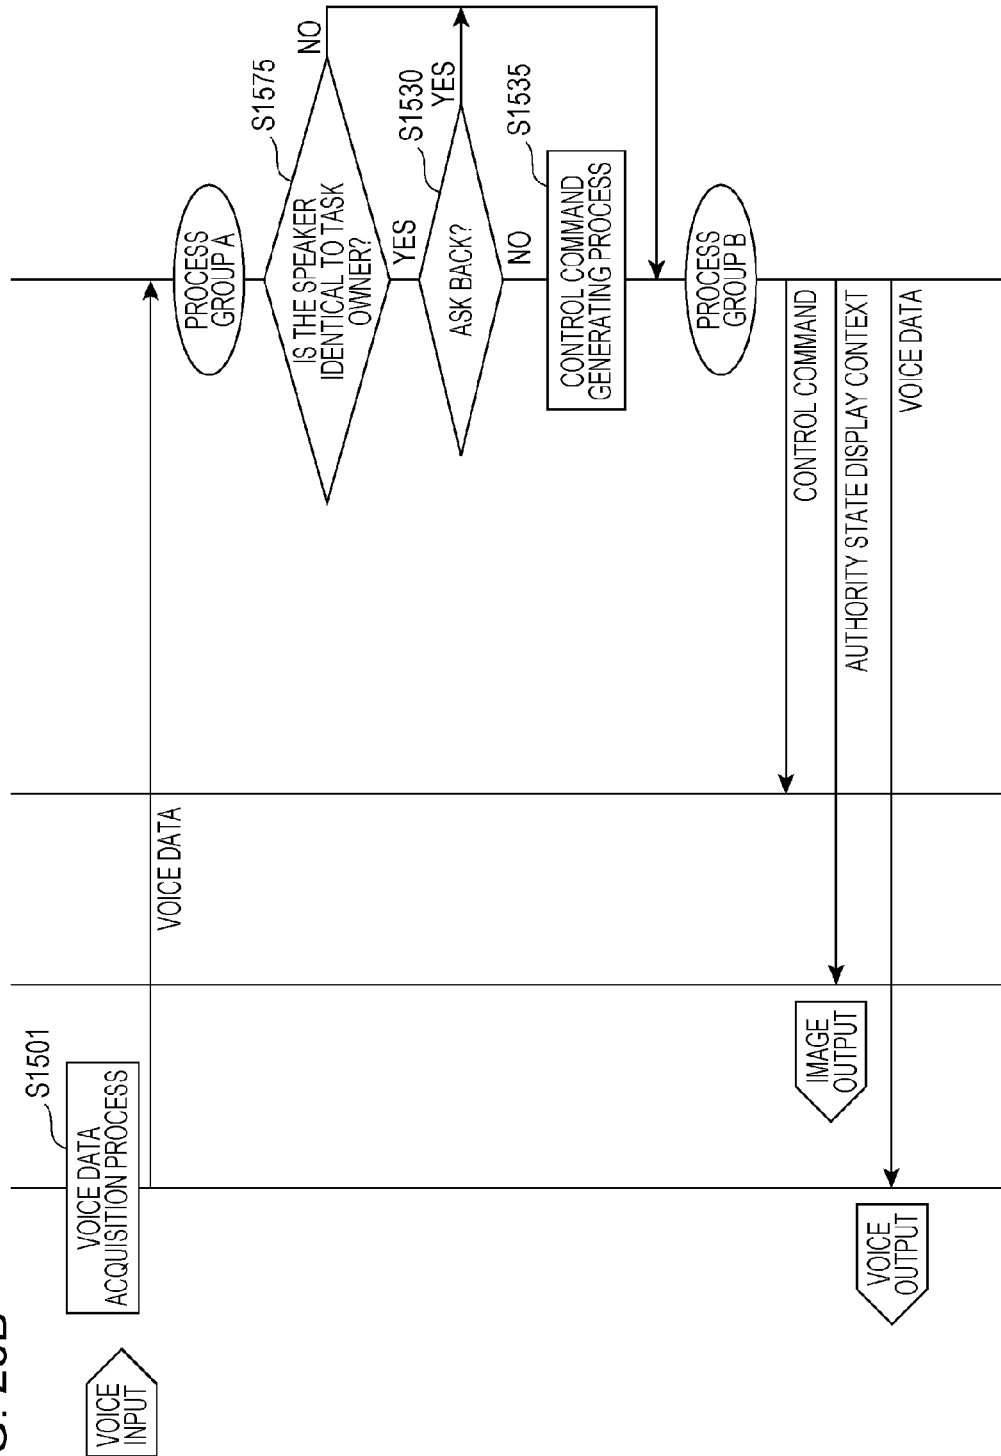 VOICE
INPUT
S1501
VOICE DATA
ACQUISITION PROCESS
VOICE DATA
PROCESS
GROUP A
S1575
IS THE SPEAKER
IDENTICAL TO TASK
OWNER?
NO
YES
S1530
ASK BACK?
YES
NO
S1535
CONTROL COMMAND
GENERATING PROCESS
PROCESS
GROUP B
CONTROL COMMAND
AUTHORITY STATE DISPLAY CONTEXT
IMAGE
OUTPUT
VOICE DATA
VOICE
OUTPUT